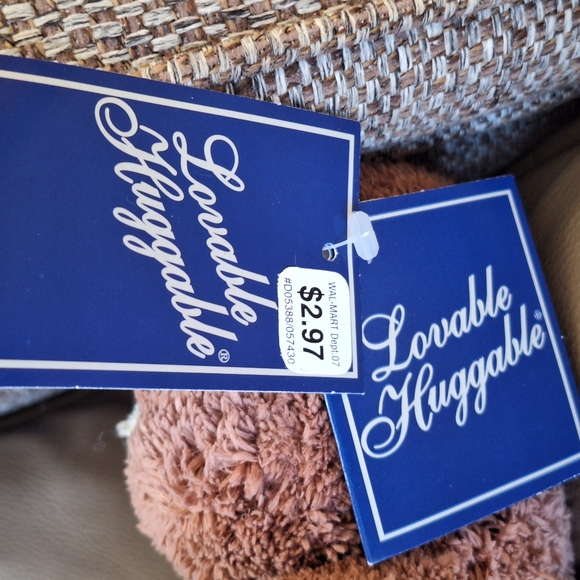 Lovable
Huggable®
WAL-MART Dept.07
$2.97
#D05388/057430
Lovable
Huggable®